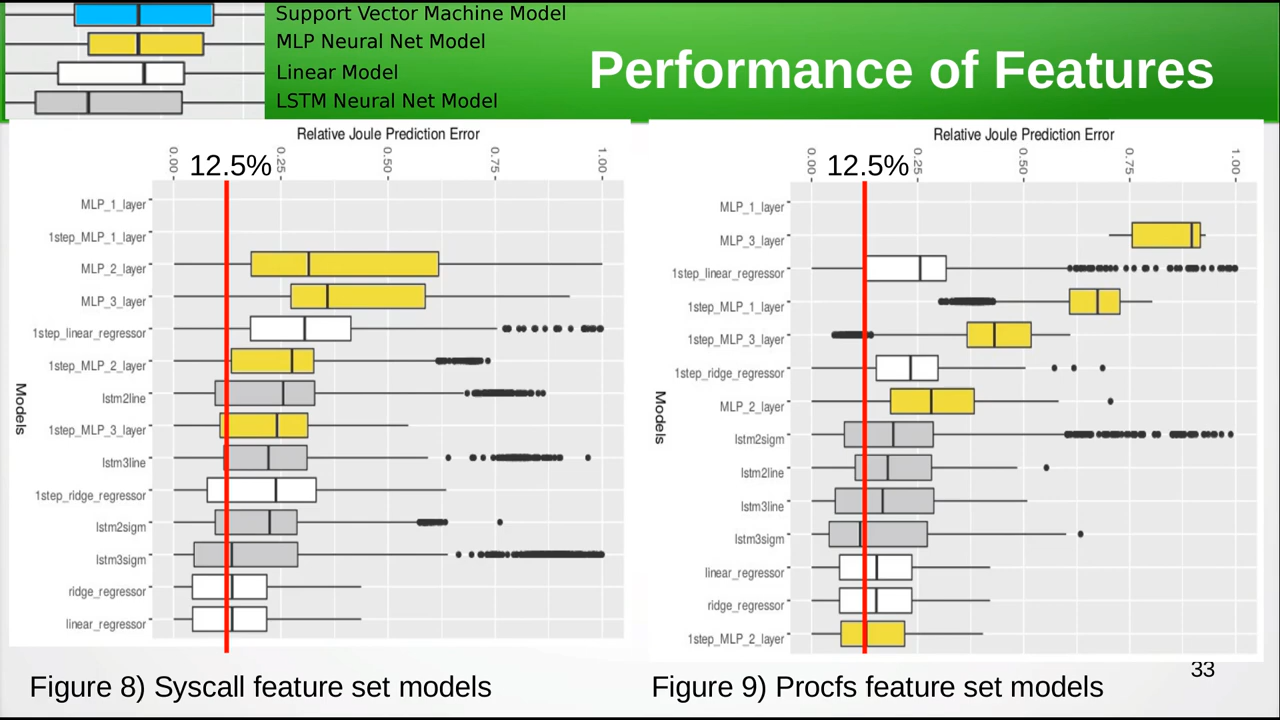 Support Vector Machine Model
MLP Neural Net Model
Linear Model
LSTM Neural Net Model
Performance of Features
Relative Joule Prediction Error
0.00
0.25
0.50
0.75
1.00
12.5%
Models
MLP_1_layer
1step_MLP_1_layer
MLP_2_layer
MLP_3_layer
1step_linear_regressor
1step_MLP_2_layer
lstm2line
1step_MLP_3_layer
lstm3line
1step_ridge_regressor
lstm2sigm
lstm3sigm
ridge_regressor
linear_regressor
Figure 8) Syscall feature set models
Relative Joule Prediction Error
0.00
0.25
0.50
0.75
1.00
12.5%
Models
MLP_1_layer
MLP_3_layer
1step_linear_regressor
1step_MLP_1_layer
1step_MLP_3_layer
1step_ridge_regressor
MLP_2_layer
lstm2sigm
lstm2line
lstm3line
lstm3sigm
linear_regressor
ridge_regressor
1step_MLP_2_layer
Figure 9) Procfs feature set models
33